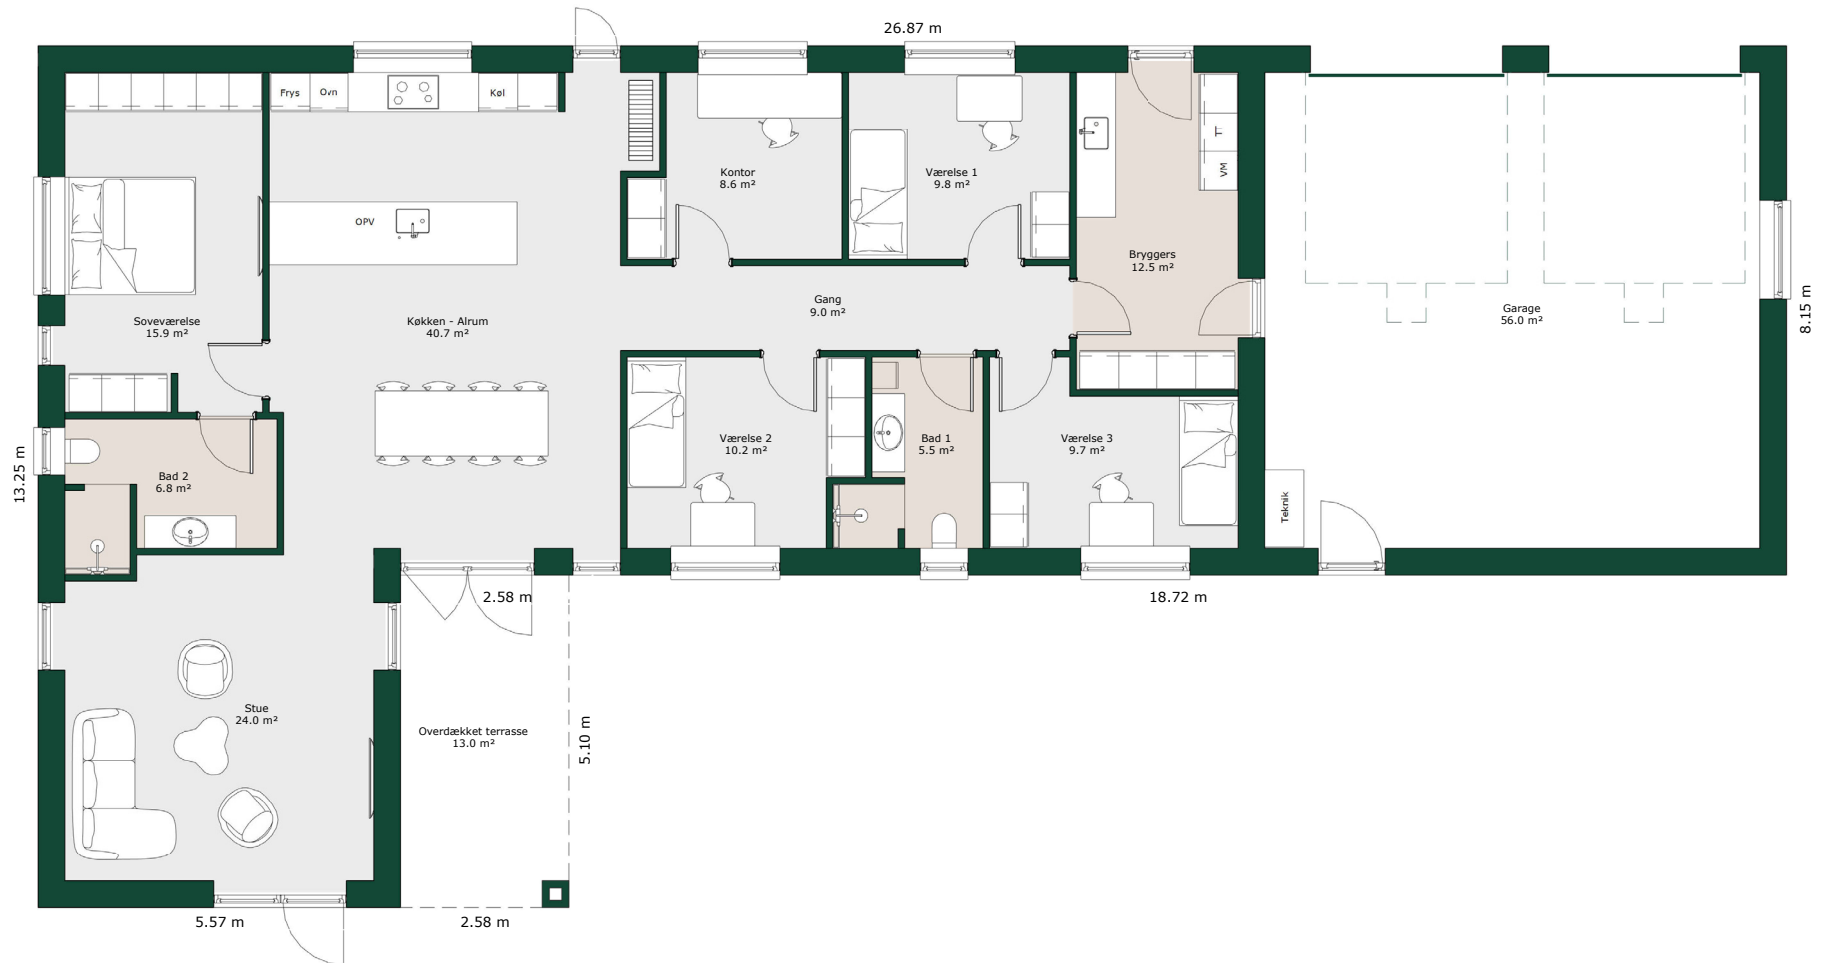 26.87 m
Frys
Ovn
Køl
Kontor
8.6 m²
Værelse 1
9.8 m²
TT
VM
OPV
Bryggers
12.5 m²
Soveværelse
15.9 m²
Køkken - Alrum
40.7 m²
Gang
9.0 m²
Garage
56.0 m²
8.15 m
13.25 m
Bad 2
6.8 m²
Værelse 2
10.2 m²
Bad 1
5.5 m²
Værelse 3
9.7 m²
Teknik
2.58 m
18.72 m
Stue
24.0 m²
Overdækket terrasse
13.0 m²
5.10 m
5.57 m
2.58 m